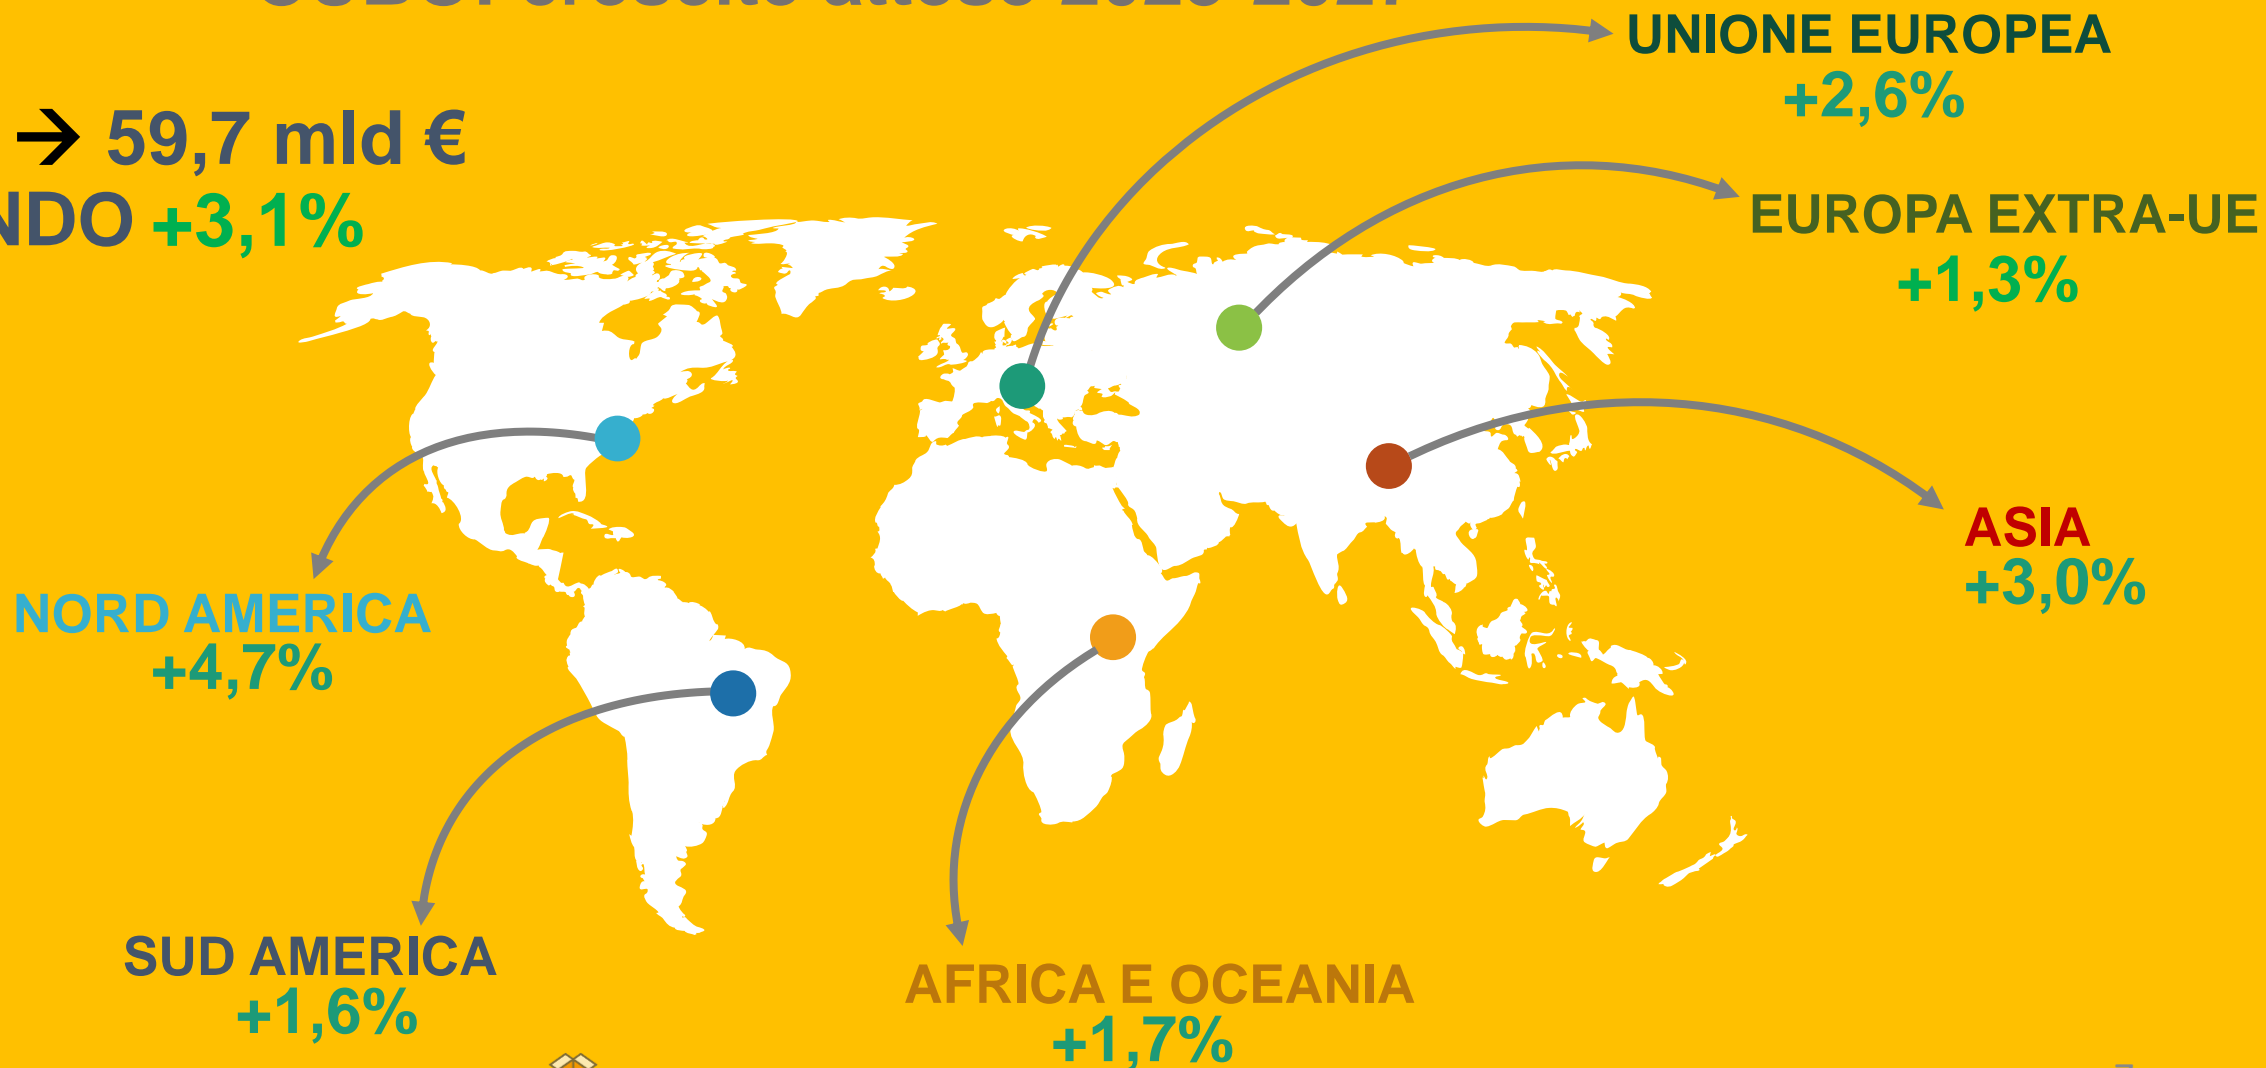 → 59,7 mld €
+3,1%
UNIONE EUROPEA
+2,6%
EUROPA EXTRA-UE
+1,3%
ASIA
+3,0%
NORD AMERICA
+4,7%
SUD AMERICA
+1,6%
AFRICA E OCEANIA
+1,7%